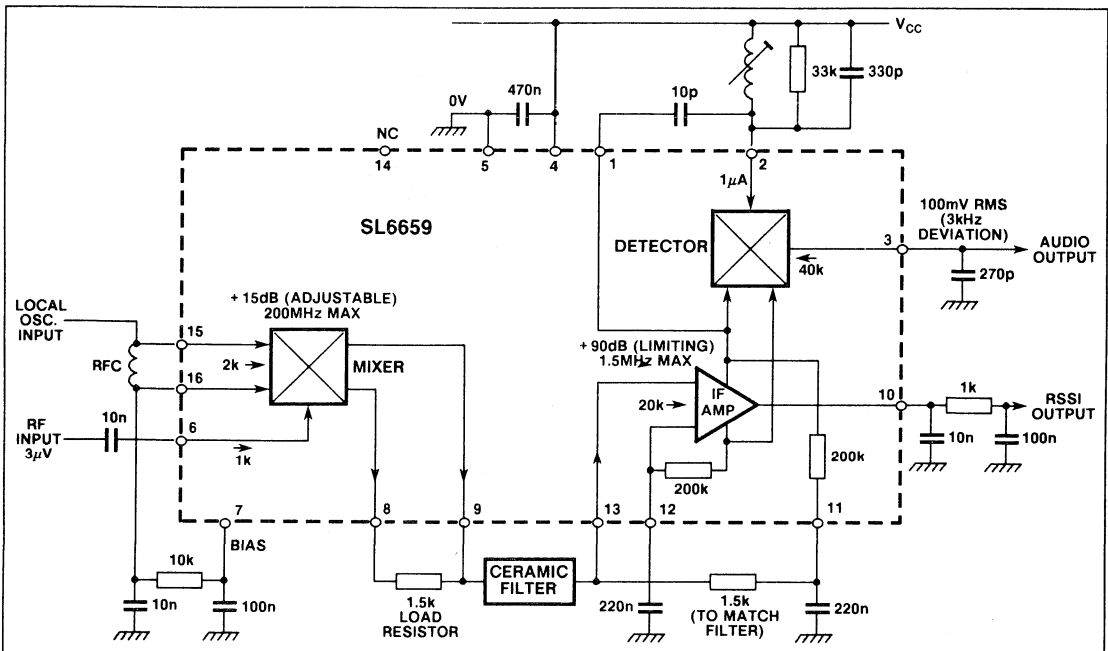 VCC
33k
330p
470n
10p
0V
NC
14
5
4
1
2
1µA
SL6659
DETECTOR
100mV RMS
(3kHz
DEVIATION)
3
AUDIO
OUTPUT
40k
270p
LOCAL
OSC.
INPUT
+15dB (ADJUSTABLE)
200MHz MAX
15
2k
MIXER
RFC
16
10n
RF
INPUT
3µV
6
1k
+90dB (LIMITING)
1.5MHz MAX
IF
AMP
20k
10
1k
RSSI
OUTPUT
10n
100n
200k
200k
7
BIAS
8
9
13
12
11
10k
10n
100n
1.5k
LOAD
RESISTOR
CERAMIC
FILTER
220n
1.5k
(TO MATCH
FILTER)
220n